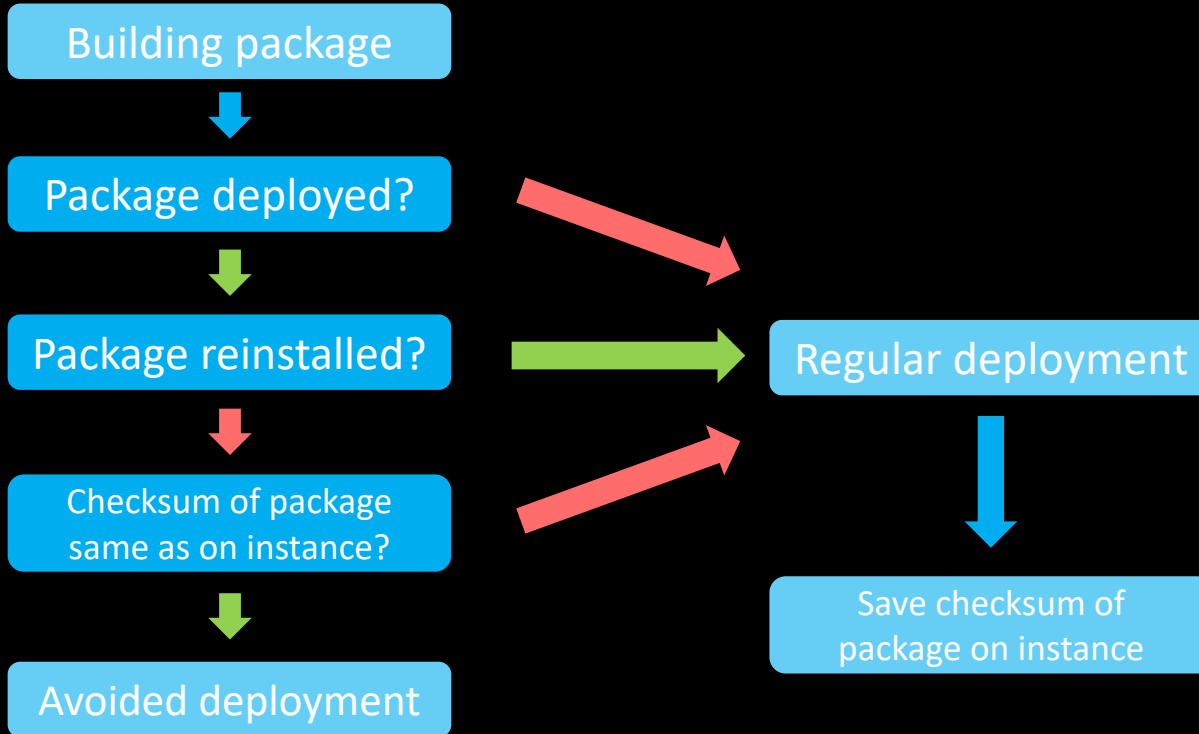 Building package
Package deployed?
Package reinstalled?
Regular deployment
Checksum of package
same as on instance?
Save checksum of
package on instance
Avoided deployment